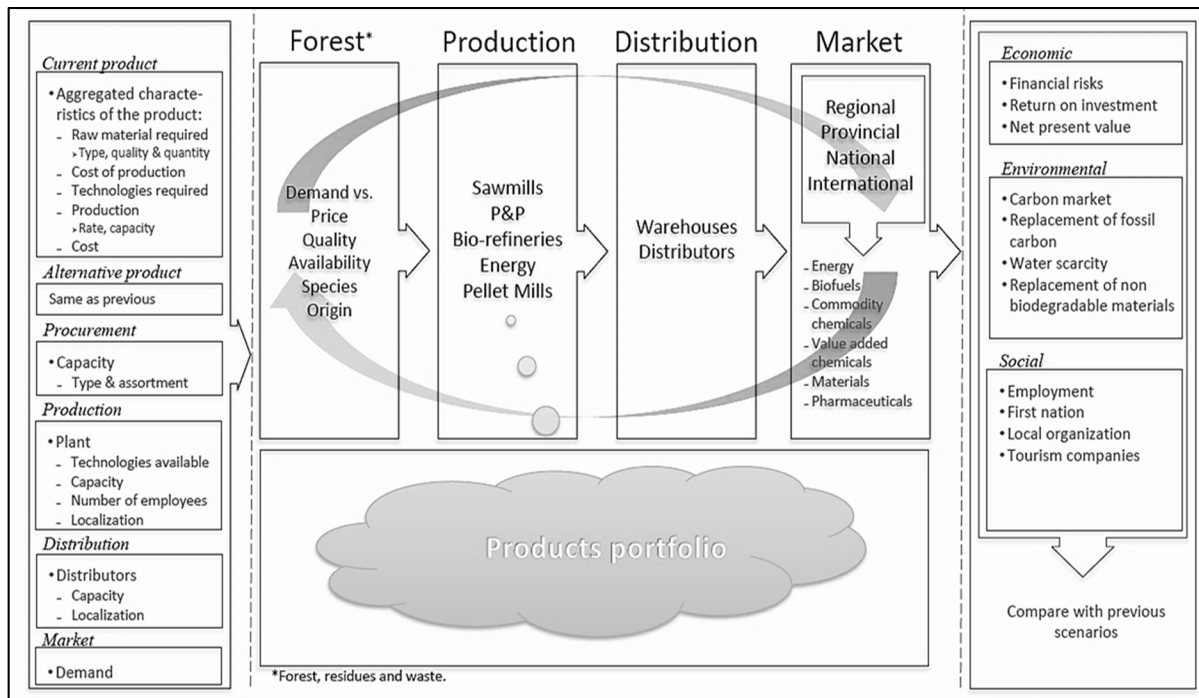 Current product
•Aggregated characte-
ristics of the product:
- Raw material required
➤Type, quality & quantity
- Cost of production
- Technologies required
- Production
➤Rate, capacity
- Cost
Alternative product
Same as previous
Procurement
•Capacity
- Type & assortment
Production
•Plant
- Technologies available
- Capacity
- Number of employees
- Localization
Distribution
•Distributors
- Capacity
- Localization
Market
•Demand
Forest*
Demand vs.
Price
Quality
Availability
Species
Origin
Production
Sawmills
P&P
Bio-refineries
Energy
Pellet Mills
Distribution
Warehouses
Distributors
Market
Regional
Provincial
National
International
- Energy
- Biofuels
- Commodity
chemicals
- Value added
chemicals
- Materials
- Pharmaceuticals
Products portfolio
*Forest, residues and waste.
Economic
•Financial risks
•Return on investment
•Net present value
Environmental
•Carbon market
•Replacement of fossil
carbon
•Water scarcity
•Replacement of non
biodegradable materials
Social
•Employment
•First nation
•Local organization
•Tourism companies
Compare with previous
scenarios